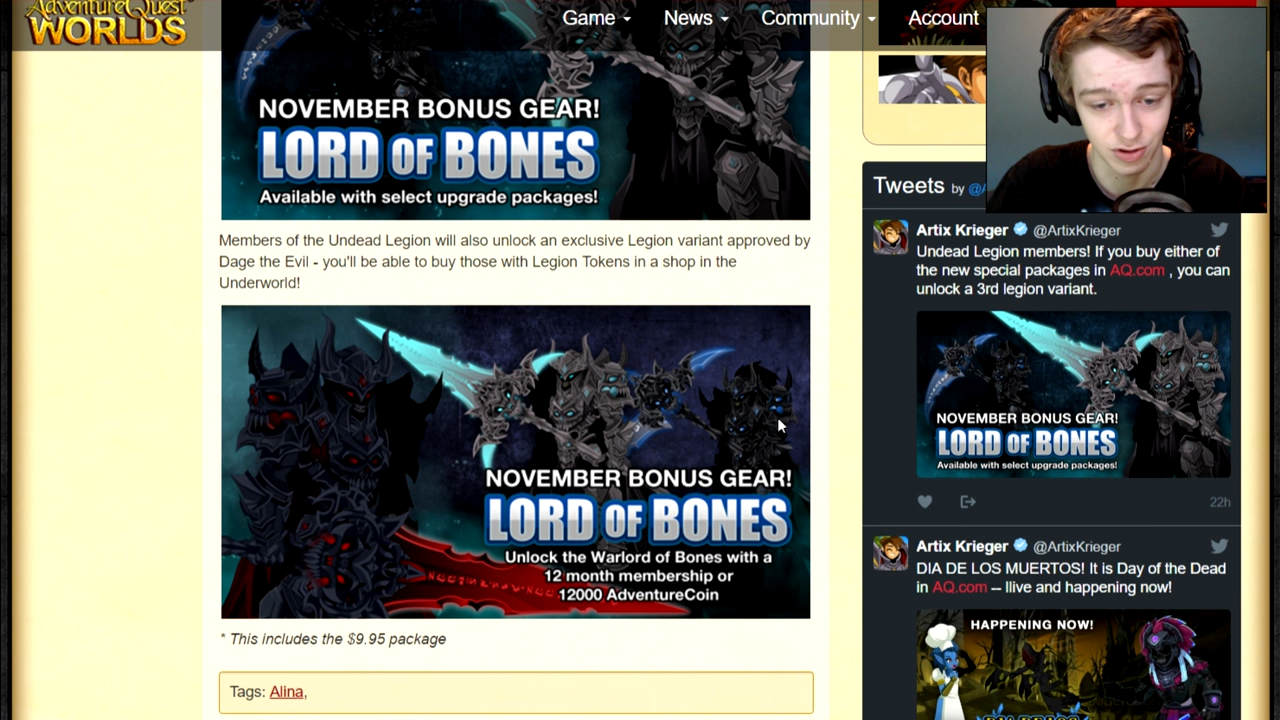 AdventureQuest
WORLDS
Game
News
Community
Account
NOVEMBER BONUS GEAR!
LORD OF BONES
Available with select upgrade packages!
Members of the Undead Legion will also unlock an exclusive Legion variant approved by
Dage the Evil - you'll be able to buy those with Legion Tokens in a shop in the
Underworld!
NOVEMBER BONUS GEAR!
LORD OF BONES
Unlock the Warlord of Bones with a
12 month membership or
12000 AdventureCoin
* This includes the $9.95 package
Tags: Alina,
Tweets by @A
Artix Krieger @ArtixKrieger
Undead Legion members! If you buy either of
the new special packages in AQ.com , you can
unlock a 3rd legion variant.
NOVEMBER BONUS GEAR!
LORD OF BONES
Available with select upgrade packages!
22h
Artix Krieger @ArtixKrieger
DIA DE LOS MUERTOS! It is Day of the Dead
in AQ.com -- llive and happening now!
HAPPENING NOW!